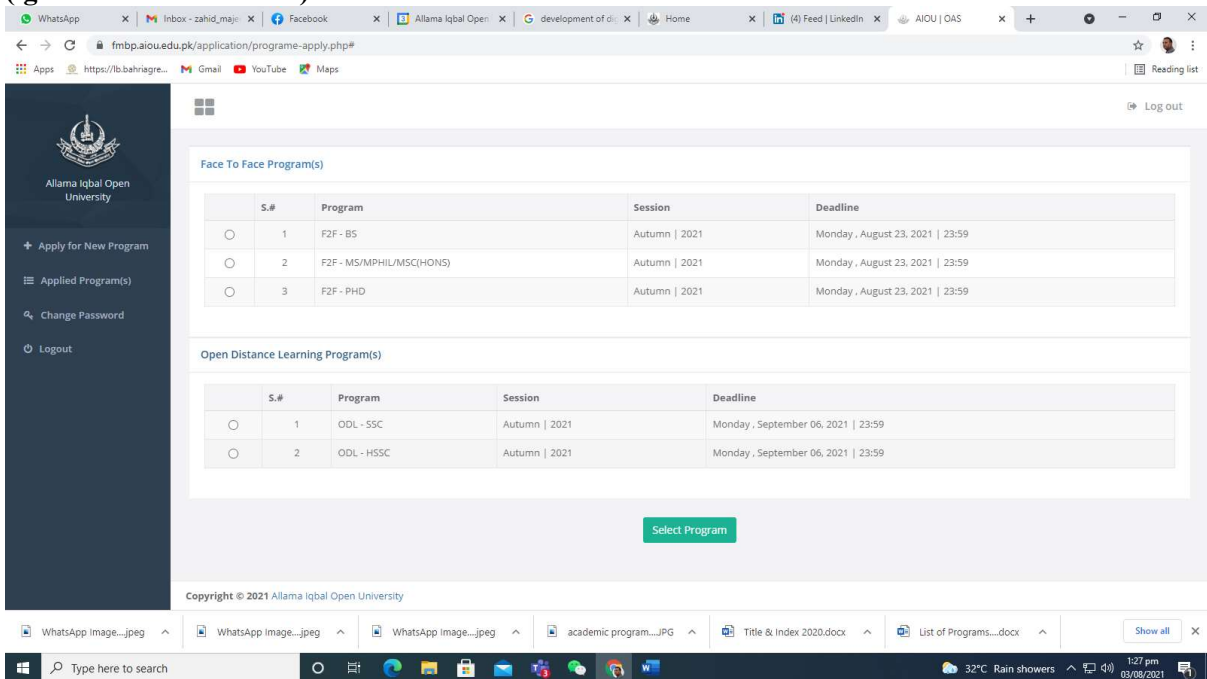 WhatsApp Inbox - zahid_maje Facebook Allama Iqbal Open development of di Home (4) Feed | LinkedIn AIOU | OAS
fmbp.aiou.edu.pk/application/programe-apply.php#
Apps https://lb.bahriagre... Gmail YouTube Maps Reading list
Log out
Allama Iqbal Open
University
Apply for New Program
Applied Program(s)
Change Password
Logout
Face To Face Program(s)
S.# Program Session Deadline
1 F2F - BS Autumn | 2021 Monday , August 23, 2021 | 23:59
2 F2F - MS/MPHIL/MSC(HONS) Autumn | 2021 Monday , August 23, 2021 | 23:59
3 F2F - PHD Autumn | 2021 Monday , August 23, 2021 | 23:59
Open Distance Learning Program(s)
S.# Program Session Deadline
1 ODL - SSC Autumn | 2021 Monday , September 06, 2021 | 23:59
2 ODL - HSSC Autumn | 2021 Monday , September 06, 2021 | 23:59
Select Program
Copyright © 2021 Allama Iqbal Open University
WhatsApp Image....jpeg WhatsApp Image....jpeg WhatsApp Image....jpeg academic program....JPG Title & Index 2020.docx List of Programs....docx Show all
Type here to search 32°C Rain showers 1:27 pm
03/08/2021